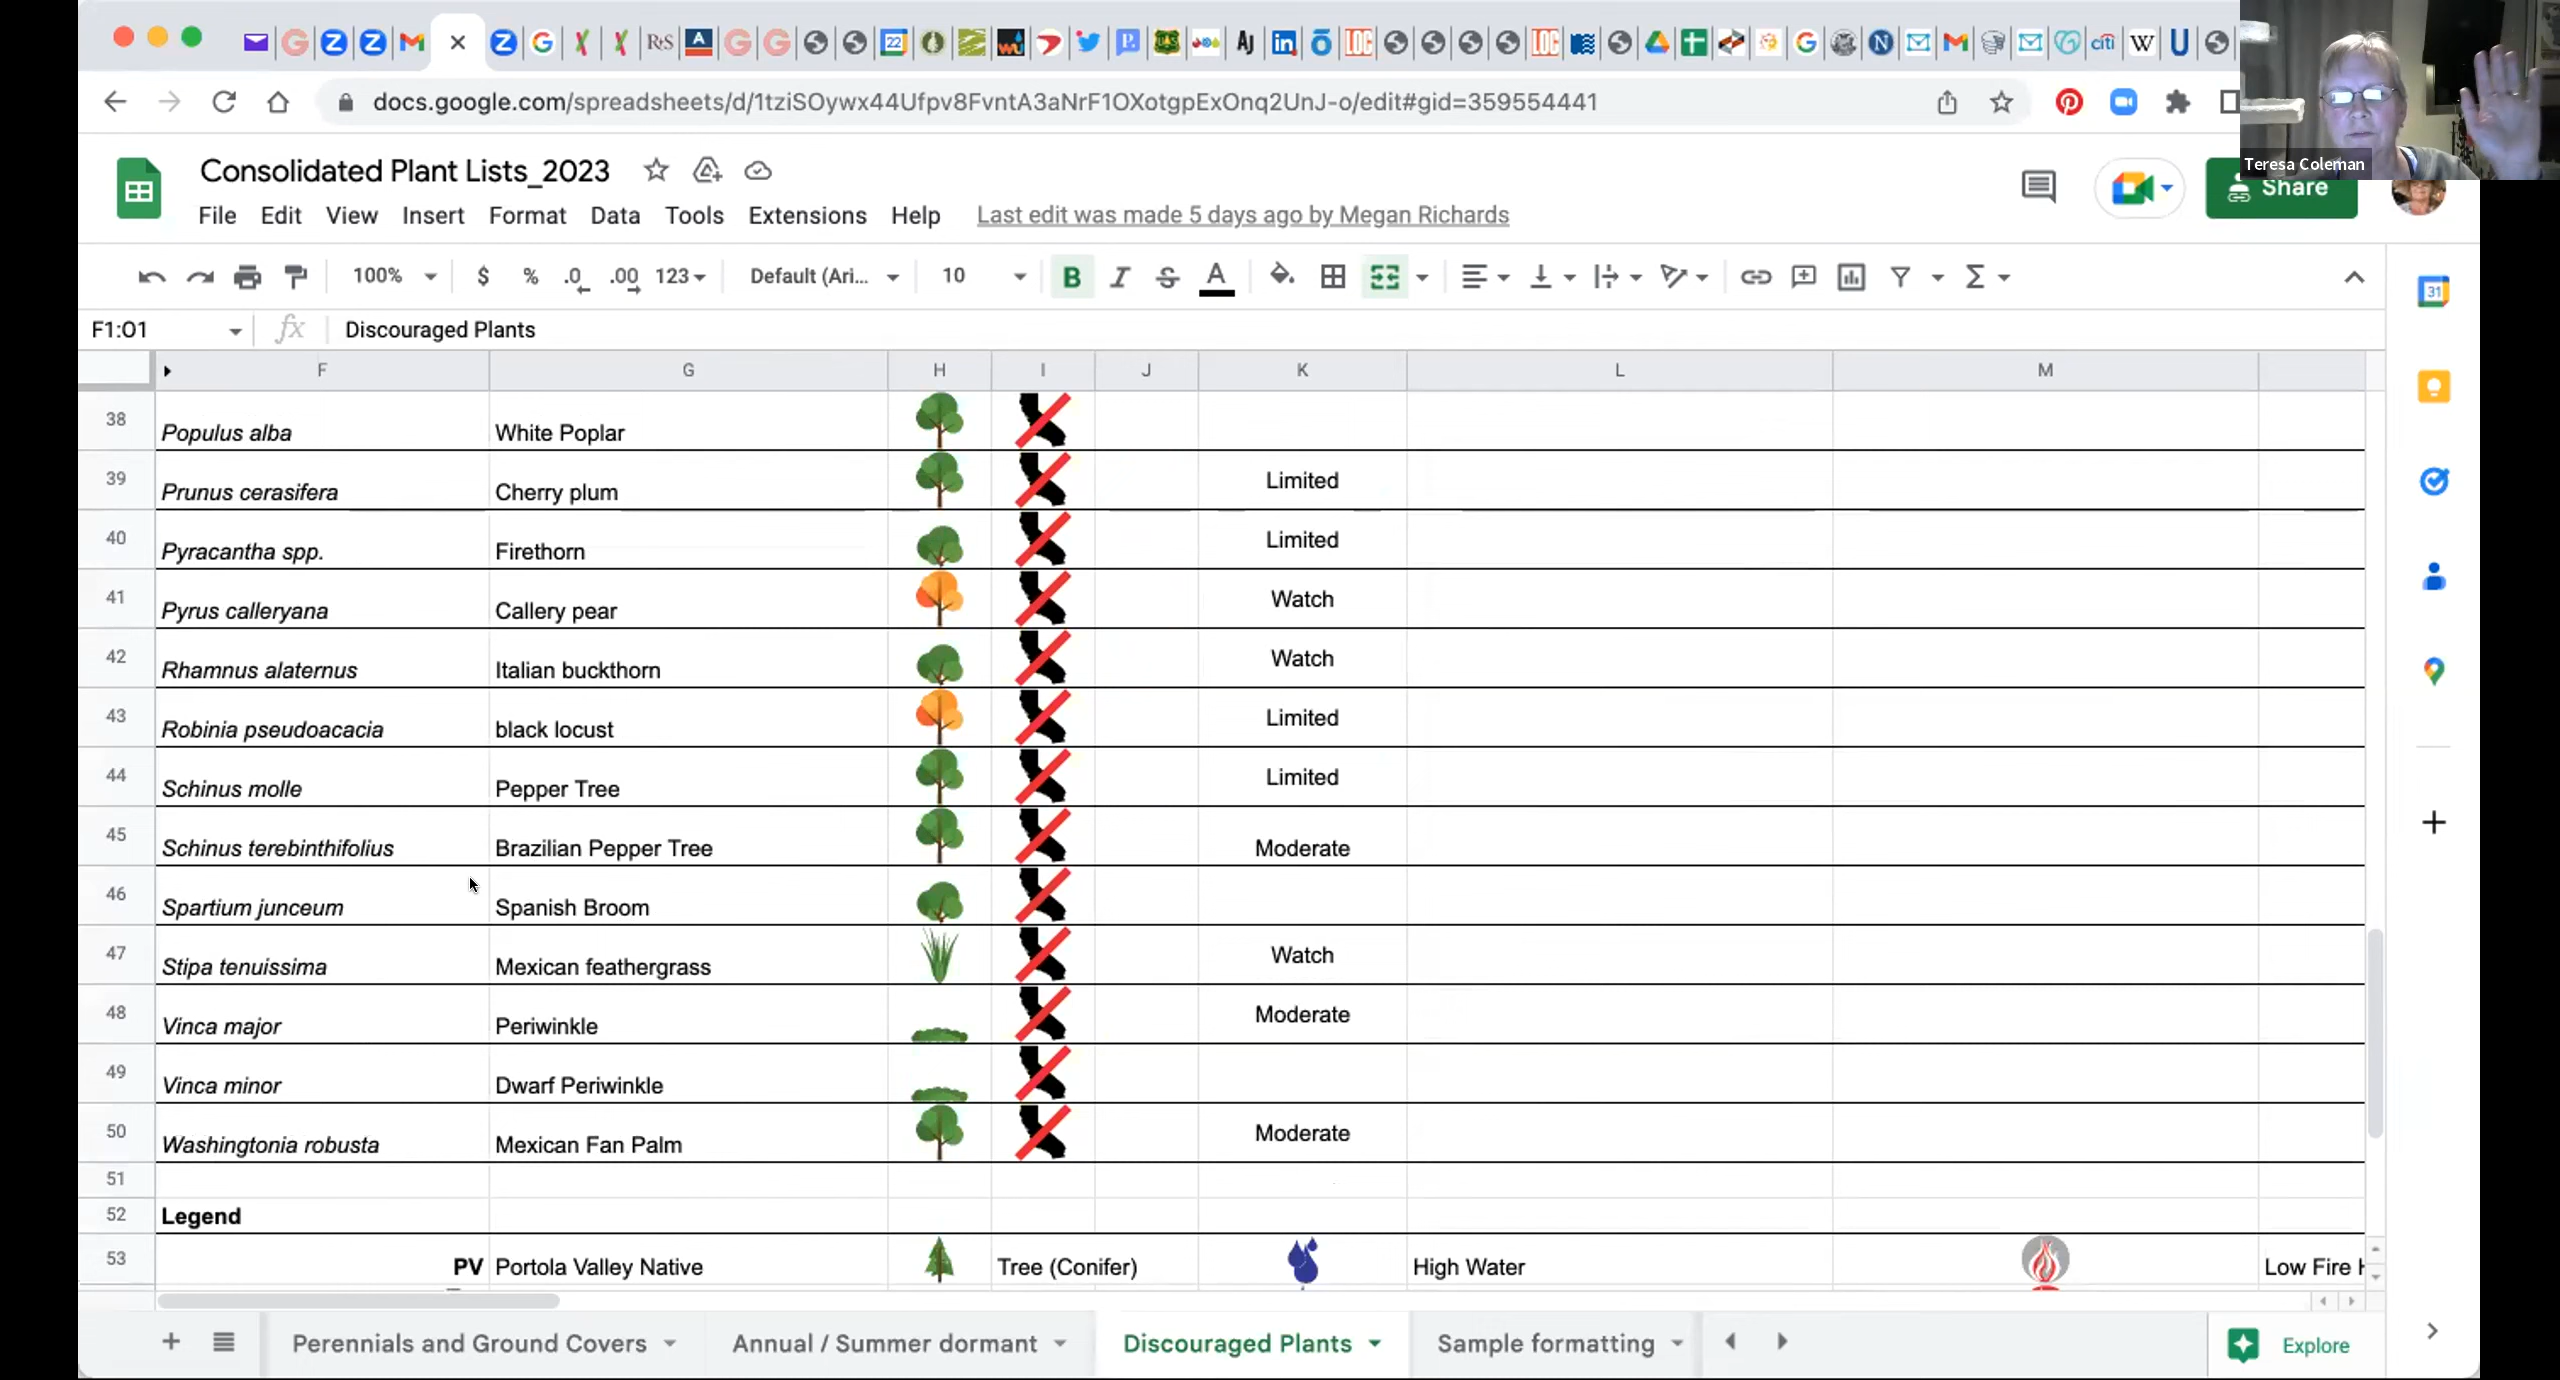 docs.google.com/spreadsheets/d/1tziSOywx44Ufpv8FvntA3aNrF1OXotgpExOnq2UnJ-o/edit#gid=359554441
Teresa Coleman
Consolidated Plant Lists_2023
Share
File Edit View Insert Format Data Tools Extensions Help Last edit was made 5 days ago by Megan Richards
100% $ % .0 .00 123 Default (Ari... 10 B I S A Σ
F1:O1 fx Discouraged Plants
F G H I J K L M
38 Populus alba White Poplar
39 Prunus cerasifera Cherry plum Limited
40 Pyracantha spp. Firethorn Limited
41 Pyrus calleryana Callery pear Watch
42 Rhamnus alaternus Italian buckthorn Watch
43 Robinia pseudoacacia black locust Limited
44 Schinus molle Pepper Tree Limited
45 Schinus terebinthifolius Brazilian Pepper Tree Moderate
46 Spartium junceum Spanish Broom
47 Stipa tenuissima Mexican feathergrass Watch
48 Vinca major Periwinkle Moderate
49 Vinca minor Dwarf Periwinkle
50 Washingtonia robusta Mexican Fan Palm Moderate
51
52 Legend
53 PV Portola Valley Native Tree (Conifer) High Water Low Fire
Perennials and Ground Covers Annual / Summer dormant Discouraged Plants Sample formatting Explore